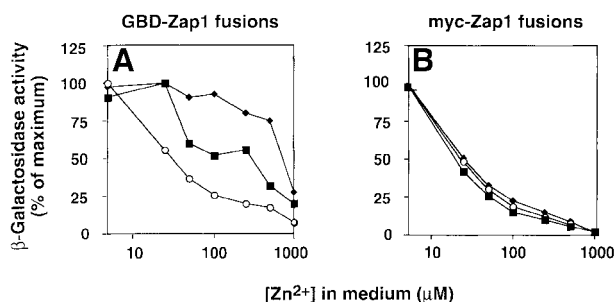 GBD-Zap1 fusions
myc-Zap1 fusions
β-Galactosidase activity
(% of maximum)
A
125
100
75
50
25
0
10
100
1000
B
125
100
75
50
25
0
10
100
1000
[Zn²⁺] in medium (μM)